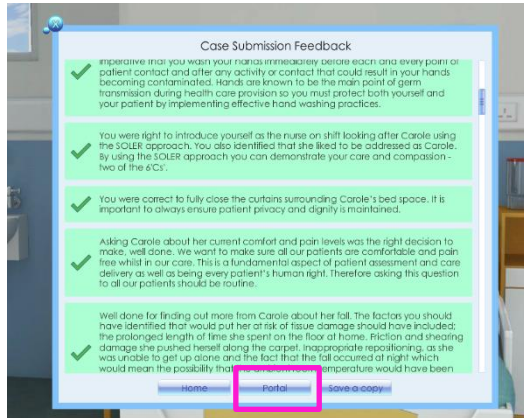 Case Submission Feedback
imperative that you wash your hands immediately before each and every point of
patient contact and after any activity or contact that could result in your hands
becoming contaminated. Hands are known to be the main point of germ
transmission during health care provision so you must protect both yourself and
your patient by implementing effective hand washing practices.
You were right to introduce yourself as the nurse on shift looking after Carole using
the SOLER approach. You also identified that she liked to be addressed as Carole.
By using the SOLER approach you can demonstrate your care and compassion -
two of the 6'Cs'.
You were correct to fully close the curtains surrounding Carole's bed space. It is
important to always ensure patient privacy and dignity is maintained.
Asking Carole about her current comfort and pain levels was the right decision to
make, well done. We want to make sure all our patients are comfortable and pain
free whilst in our care. This is a fundamental aspect of patient assessment and care
delivery as well as being every patient's human right. Therefore asking this question
to all our patients should be routine.
Well done for finding out more from Carole about her fall. The factors you should
have identified that would put her at risk of tissue damage should have included;
the prolonged length of time she spent on the floor at home. Friction and shearing
damage she pushed herself along the carpet. Inappropriate repositioning, as she
was unable to get up alone and the fact that the fall occurred at night which
would mean the possibility temperature would have been
Home Portal Save a copy